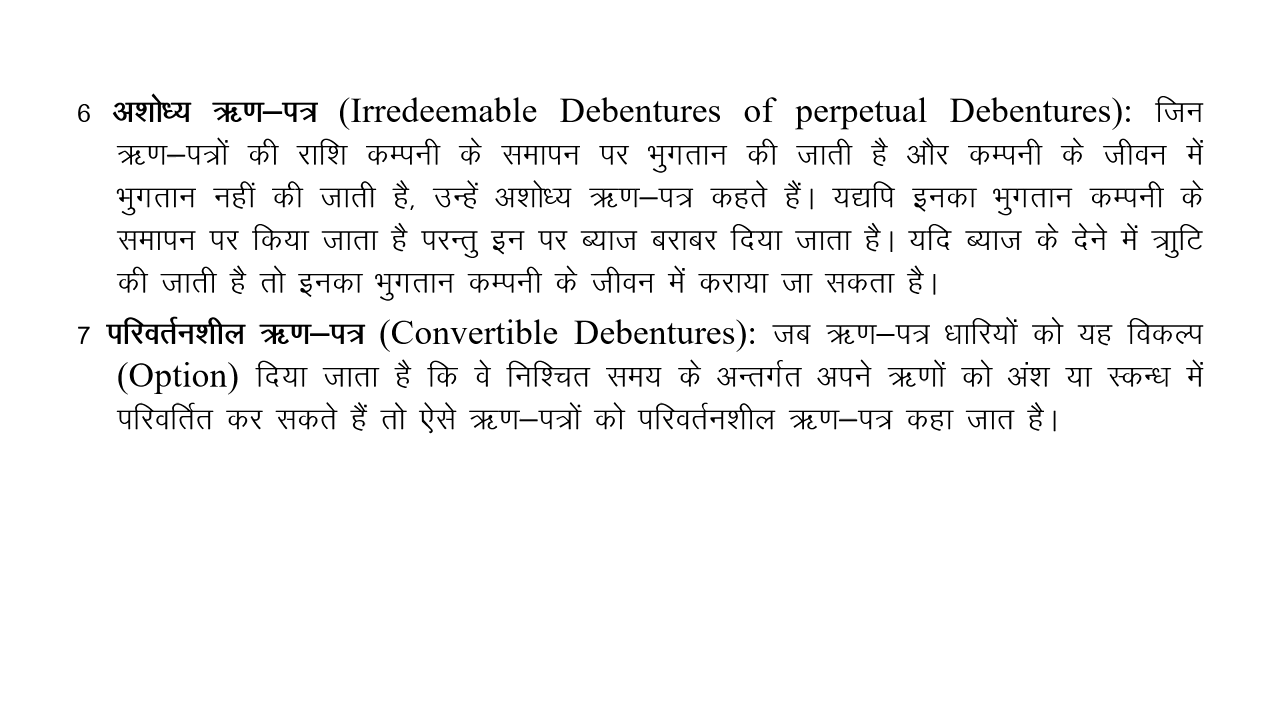 6 अशोध्य ऋण–पत्र (Irredeemable Debentures of perpetual Debentures): जिन
ऋण–पत्रों की राशि कम्पनी के समापन पर भुगतान की जाती है और कम्पनी के जीवन में
भुगतान नहीं की जाती है, उन्हें अशोध्य ऋण–पत्र कहते हैं। यद्यपि इनका भुगतान कम्पनी के
समापन पर किया जाता है परन्तु इन पर ब्याज बराबर दिया जाता है। यदि ब्याज के देने में त्राुटि
की जाती है तो इनका भुगतान कम्पनी के जीवन में कराया जा सकता है।
7 परिवर्तनशील ऋण–पत्र (Convertible Debentures): जब ऋण–पत्र धारियों को यह विकल्प
(Option) दिया जाता है कि वे निश्चित समय के अन्तर्गत अपने ऋणों को अंश या स्कन्ध में
परिवर्तित कर सकते हैं तो ऐसे ऋण–पत्रों को परिवर्तनशील ऋण–पत्र कहा जात है।